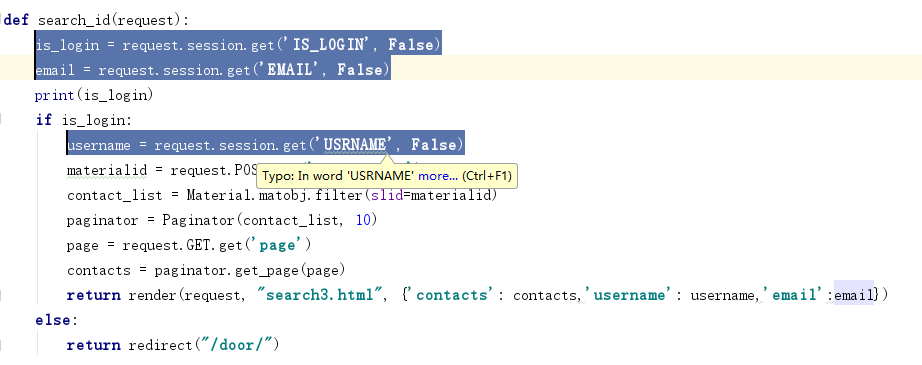 def search_id(request):
    is_login = request.session.get('IS_LOGIN', False)
    email = request.session.get('EMAIL', False)
    print(is_login)
    if is_login:
        username = request.session.get('USRNAME', False)
        materialid = request.POS
Typo: In word 'USRNAME' more... (Ctrl+F1)
        contact_list = Material.matobj.filter(slid=materialid)
        paginator = Paginator(contact_list, 10)
        page = request.GET.get('page')
        contacts = paginator.get_page(page)
        return render(request, "search3.html", {'contacts': contacts,'username': username,'email':email})
    else:
        return redirect("/door/")